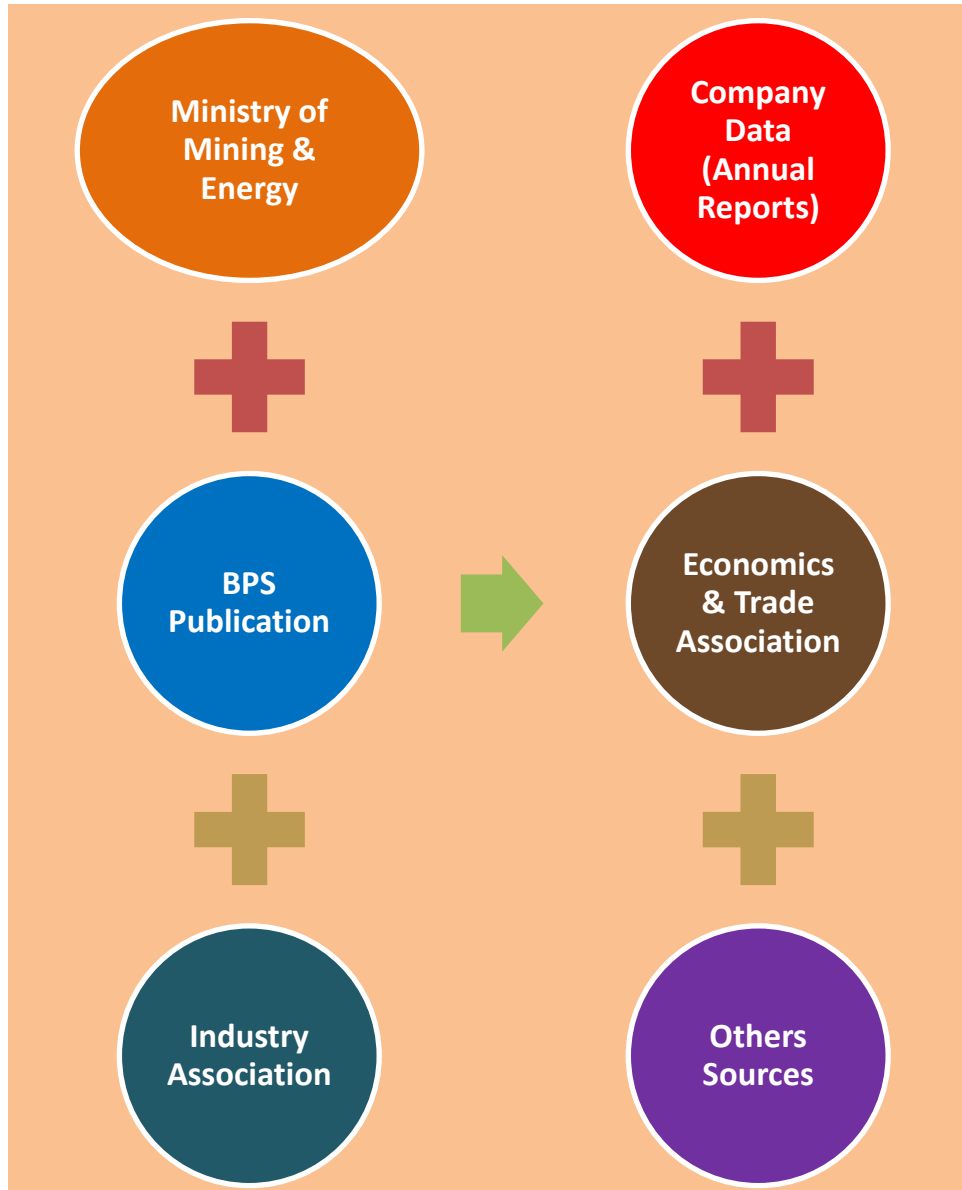 Ministry of
Mining &
Energy
Company
Data
(Annual
Reports)
BPS
Publication
Economics
& Trade
Association
Industry
Association
Others
Sources